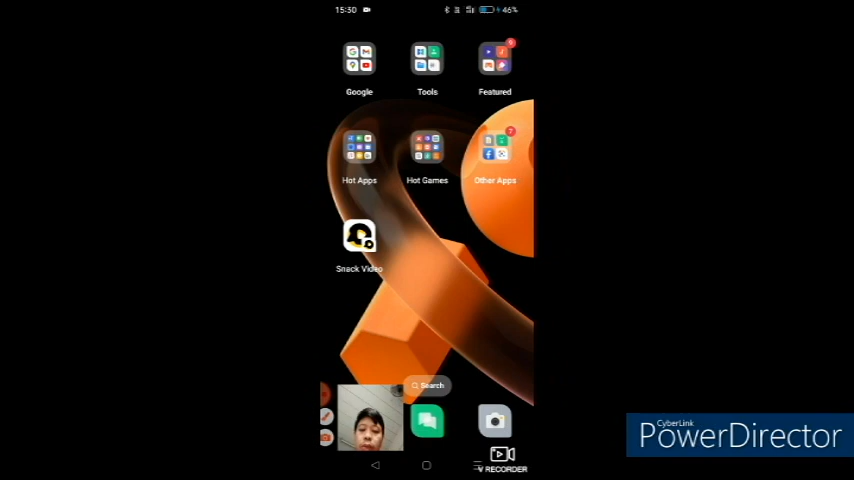 15:30 46%
Google Tools Featured
Hot Apps Hot Games Other Apps
Snack Video
Search
V RECORDER
CyberLink
PowerDirector